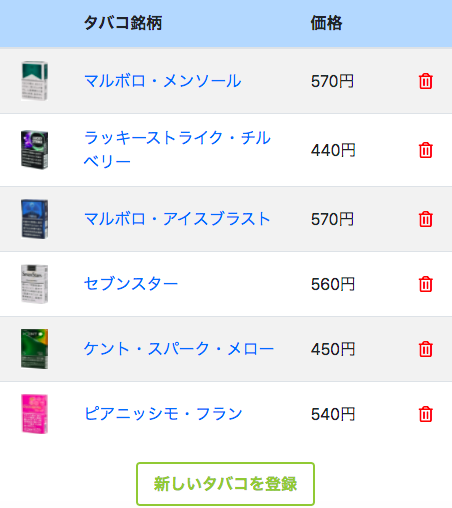 タバコ銘柄 価格
マルボロ・メンソール 570円
ラッキーストライク・チル
ベリー 440円
マルボロ・アイスブラスト 570円
セブンスター 560円
ケント・スパーク・メロー 450円
ピアニッシモ・フラン 540円
新しいタバコを登録